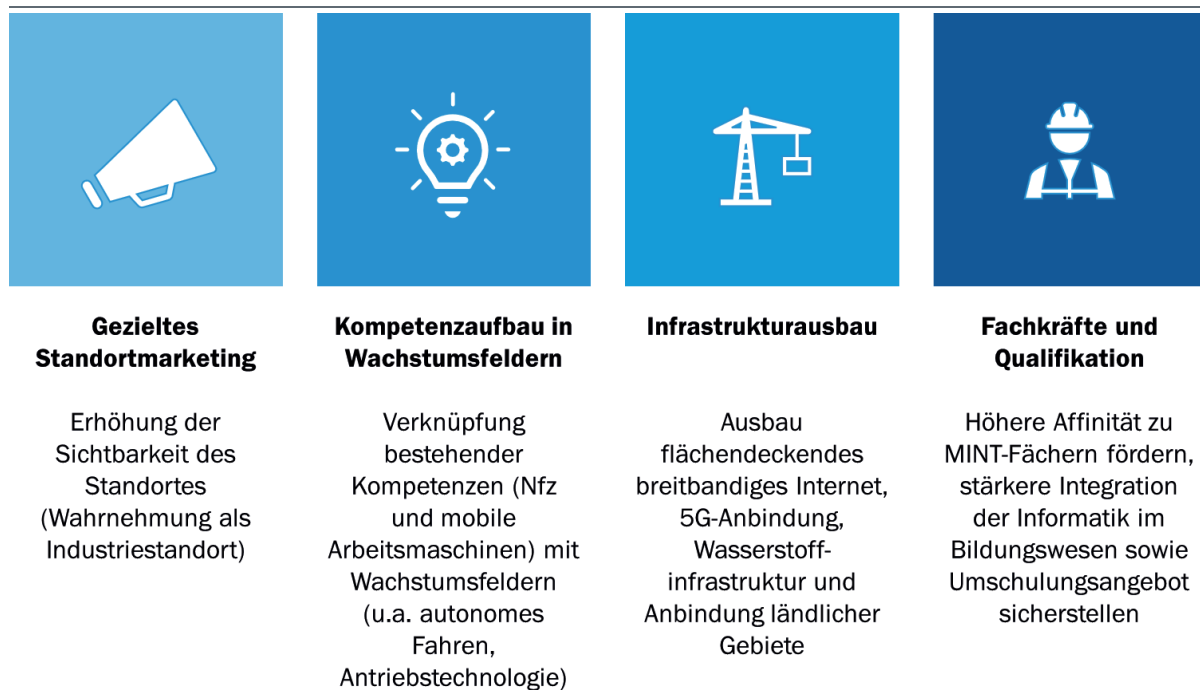 Gezieltes
Standortmarketing
Erhöhung der
Sichtbarkeit des
Standortes
(Wahrnehmung als
Industriestandort)
Kompetenzaufbau in
Wachstumsfeldern
Verknüpfung
bestehender
Kompetenzen (Nfz
und mobile
Arbeitsmaschinen) mit
Wachstumsfeldern
(u.a. autonomes
Fahren,
Antriebstechnologie)
Infrastrukturausbau
Ausbau
flächendeckendes
breitbandiges Internet,
5G-Anbindung,
Wasserstoff-
infrastruktur und
Anbindung ländlicher
Gebiete
Fachkräfte und
Qualifikation
Höhere Affinität zu
MINT-Fächern fördern,
stärkere Integration
der Informatik im
Bildungswesen sowie
Umschulungsangebot
sicherstellen